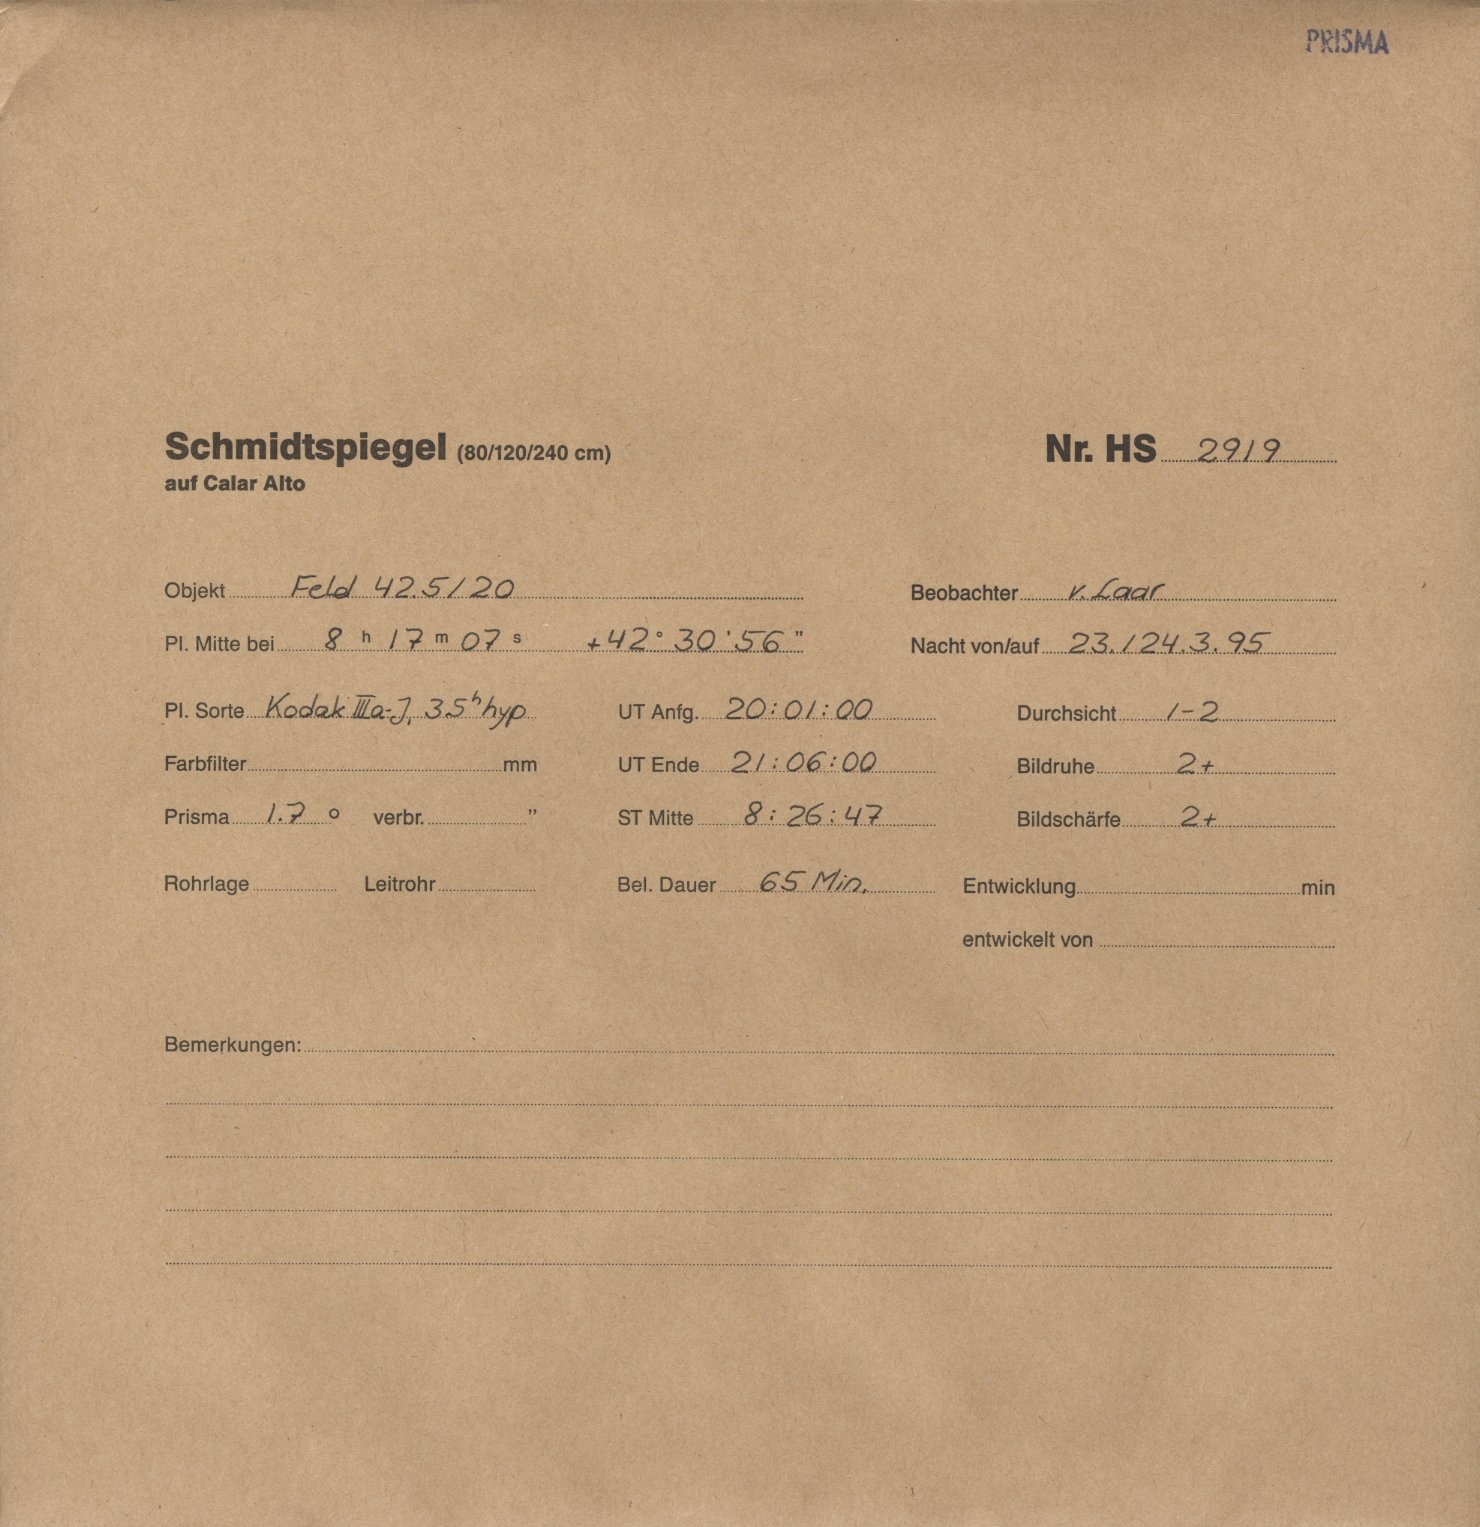 PRISMA
Schmidtspiegel (80/120/240 cm) Nr. HS 2919
auf Calar Alto
Objekt Feld 42.5/20 Beobachter v. Laar
Pl. Mitte bei 8 h 17 m 07 s +42° 30' 56" Nacht von/auf 23./24.3.95
Pl. Sorte Kodak IIIa-J, 3.5h hyp UT Anfg. 20:01:00 Durchsicht 1-2
Farbfilter mm UT Ende 21:06:00 Bildruhe 2+
Prisma 1.7 ° verbr. " ST Mitte 8:26:47 Bildschärfe 2+
Rohrlage Leitrohr Bel. Dauer 65 Min. Entwicklung min
entwickelt von
Bemerkungen: